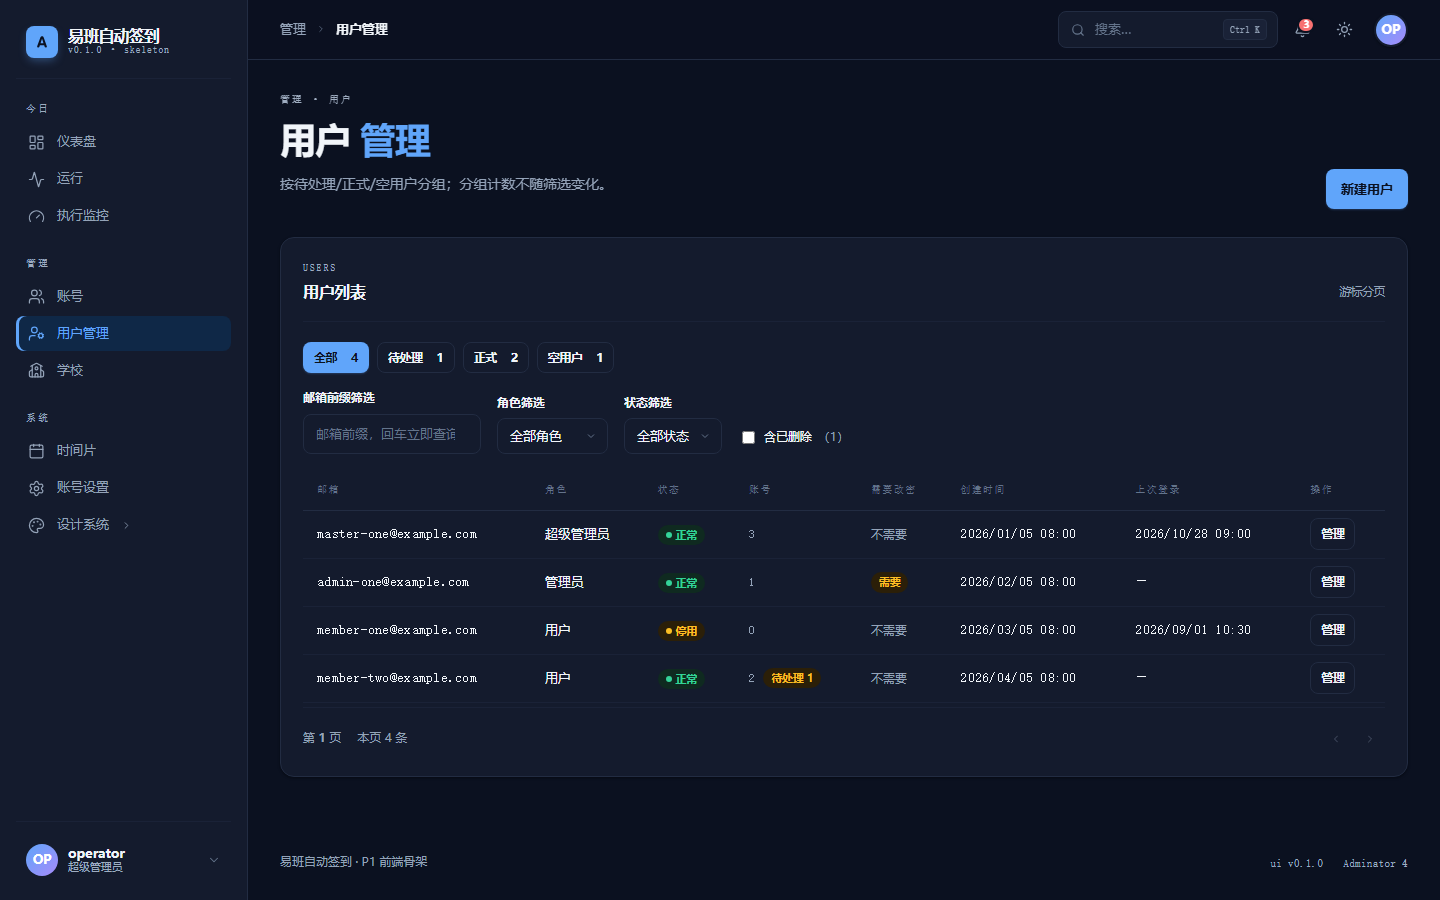 A
易班自动签到
v0.1.0 • skeleton
今日
仪表盘
运行
执行监控
管理
账号
用户管理
学校
系统
时间片
账号设置
设计系统
OP
operator
超级管理员
管理 › 用户管理
搜索...
Ctrl K
3
OP
管理 • 用户
用户 管理
按待处理/正式/空用户分组；分组计数不随筛选变化。
新建用户
USERS
用户列表
游标分页
全部 4
待处理 1
正式 2
空用户 1
邮箱前缀筛选
角色筛选
状态筛选
邮箱前缀，回车立即查询
全部角色
全部状态
含已删除 (1)
邮箱 角色 状态 账号 需要改密 创建时间 上次登录 操作
master-one@example.com 超级管理员 正常 3 不需要 2026/01/05 08:00 2026/10/28 09:00 管理
admin-one@example.com 管理员 正常 1 需要 2026/02/05 08:00 — 管理
member-one@example.com 用户 停用 0 不需要 2026/03/05 08:00 2026/09/01 10:30 管理
member-two@example.com 用户 正常 2 待处理 1 不需要 2026/04/05 08:00 — 管理
第 1 页 本页 4 条
易班自动签到 · P1 前端骨架
ui v0.1.0 Adminator 4